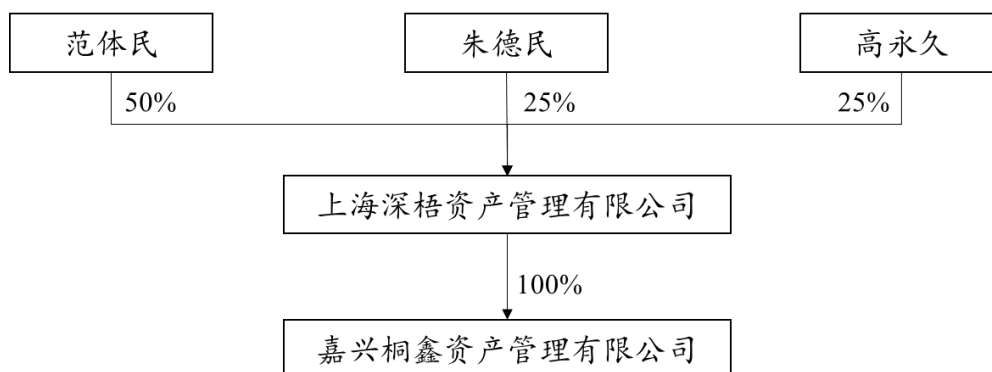 范体民 朱德民 高永久
50% 25% 25%
上海深梧资产管理有限公司
100%
嘉兴桐鑫资产管理有限公司